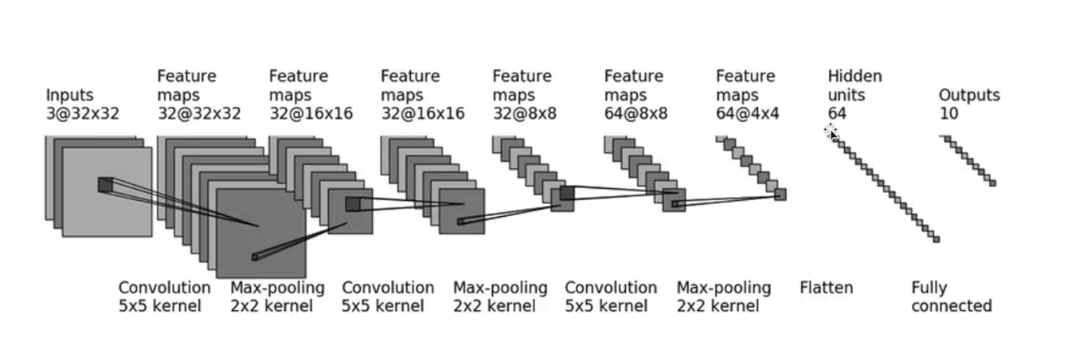 Inputs
3@32x32
Feature
maps
32@32x32
Feature
maps
32@16x16
Feature
maps
32@16x16
Feature
maps
32@8x8
Feature
maps
64@8x8
Feature
maps
64@4x4
Hidden
units
64
Outputs
10
Convolution
5x5 kernel
Max-pooling
2x2 kernel
Convolution
5x5 kernel
Max-pooling
2x2 kernel
Convolution
5x5 kernel
Max-pooling
2x2 kernel
Flatten
Fully
connected